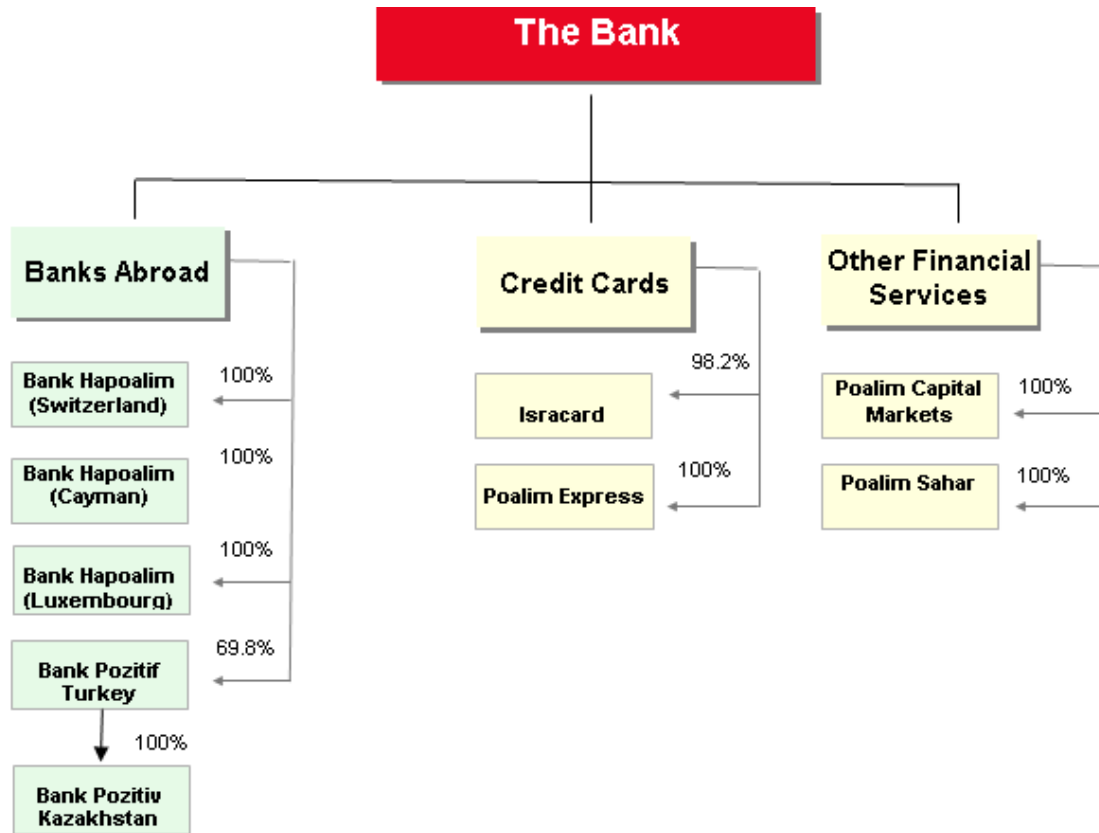 The Bank
Banks Abroad
Credit Cards
Other Financial
Services
98.2%
Bank Hapoalim
(Switzerland)
100%
Isracard
Poalim Capital
Markets
100%
Bank Hapoalim
(Cayman)
100%
Poalim Express
100%
Poalim Sahar
100%
Bank Hapoalim
(Luxembourg)
100%
Bank Pozitif
Turkey
69.8%
100%
Bank Pozitiv
Kazakhstan